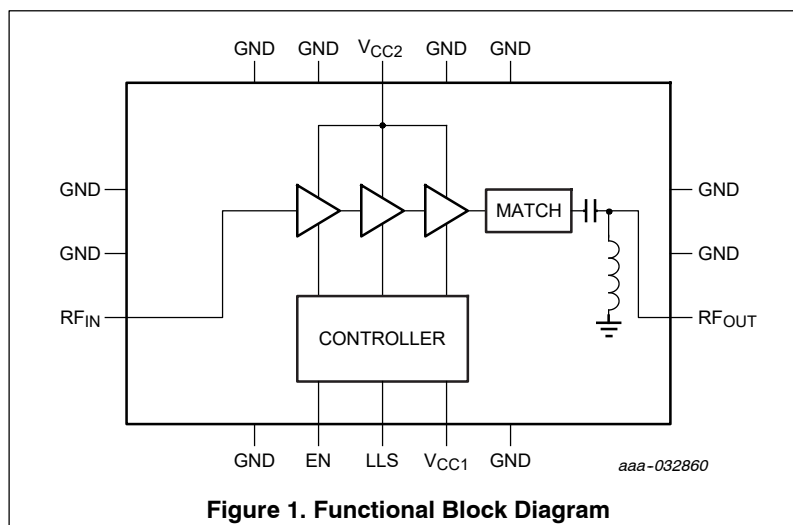 GND GND VCC2 GND GND
GND GND
MATCH
GND GND
RFIN RFOUT
CONTROLLER
GND EN LLS VCC1 GND
aaa-032860
Figure 1. Functional Block Diagram